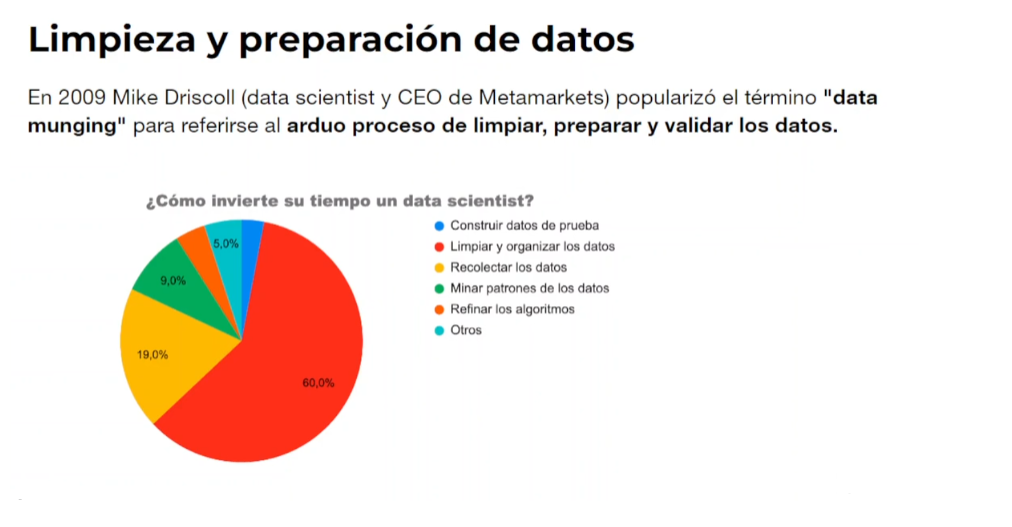 Limpieza y preparación de datos
En 2009 Mike Driscoll (data scientist y CEO de Metamarkets) popularizó el término "data
munging" para referirse al arduo proceso de limpiar, preparar y validar los datos.
¿Cómo invierte su tiempo un data scientist?
Construir datos de prueba
Limpiar y organizar los datos
Recolectar los datos
Minar patrones de los datos
Refinar los algoritmos
Otros
5,0%
9,0%
19,0%
60,0%